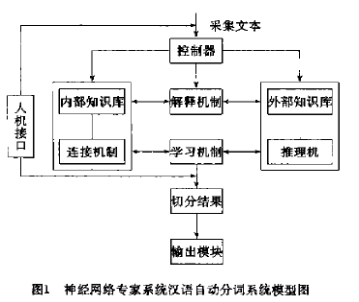 采集文本
控制器
内部知识库
解释机制
外部知识库
人机接口
连接机制
学习机制
推理机
切分结果
输出模块
图1 神经网络专家系统汉语自动分词系统模型图